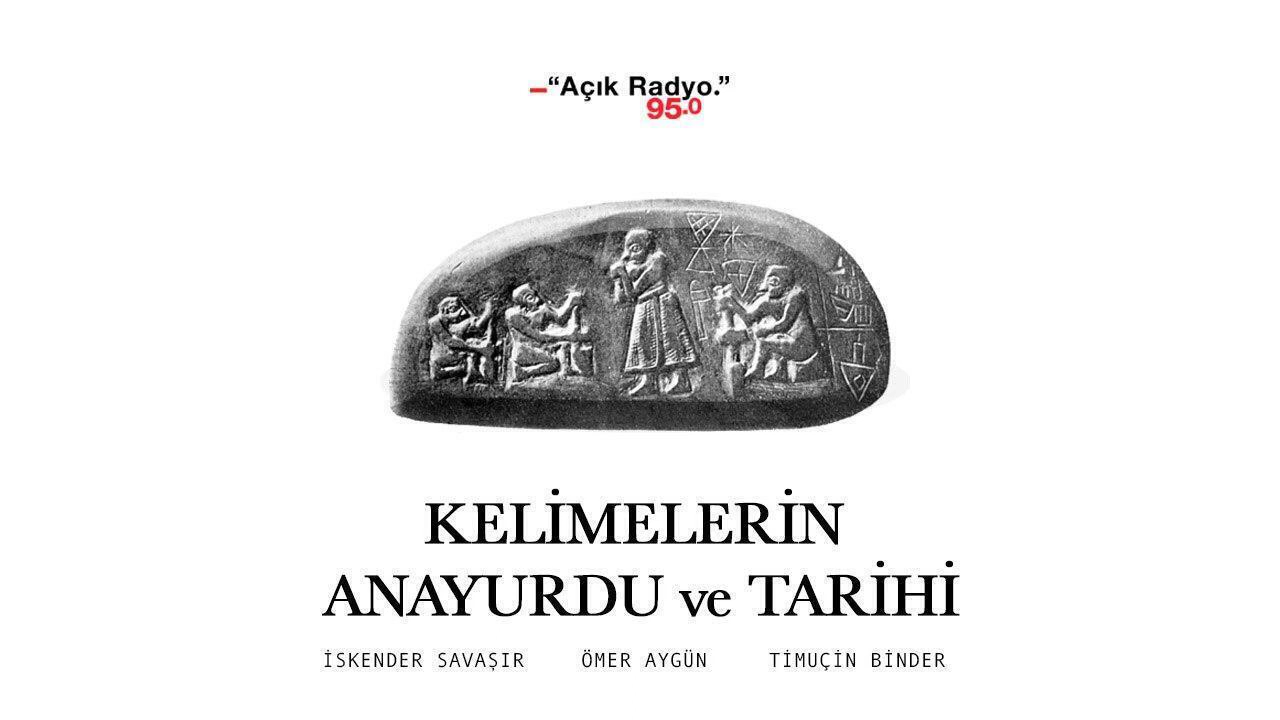 “Açık Radyo.”
95.0
KELİMELERİN
ANAYURDU ve TARİHİ
İSKENDER SAVAŞIR ÖMER AYGÜN TİMUÇİN BİNDER